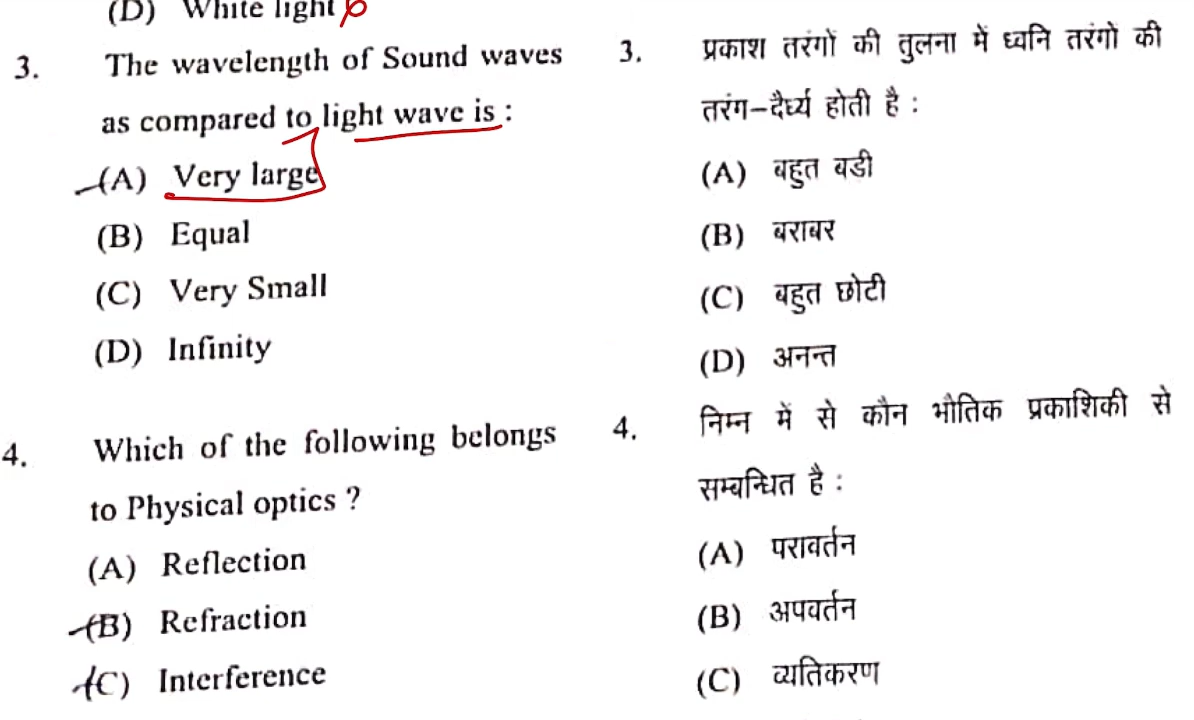 (D) White light
3. The wavelength of Sound waves
as compared to light wave is :
(A) Very large
(B) Equal
(C) Very Small
(D) Infinity
4. Which of the following belongs
to Physical optics ?
(A) Reflection
(B) Refraction
(C) Interference
3. प्रकाश तरंगों की तुलना में ध्वनि तरंगो की
तरंग-दैर्ध्य होती है :
(A) बहुत बडी
(B) बराबर
(C) बहुत छोटी
(D) अनन्त
4. निम्न में से कौन भौतिक प्रकाशिकी से
सम्बन्धित है :
(A) परावर्तन
(B) अपवर्तन
(C) व्यतिकरण